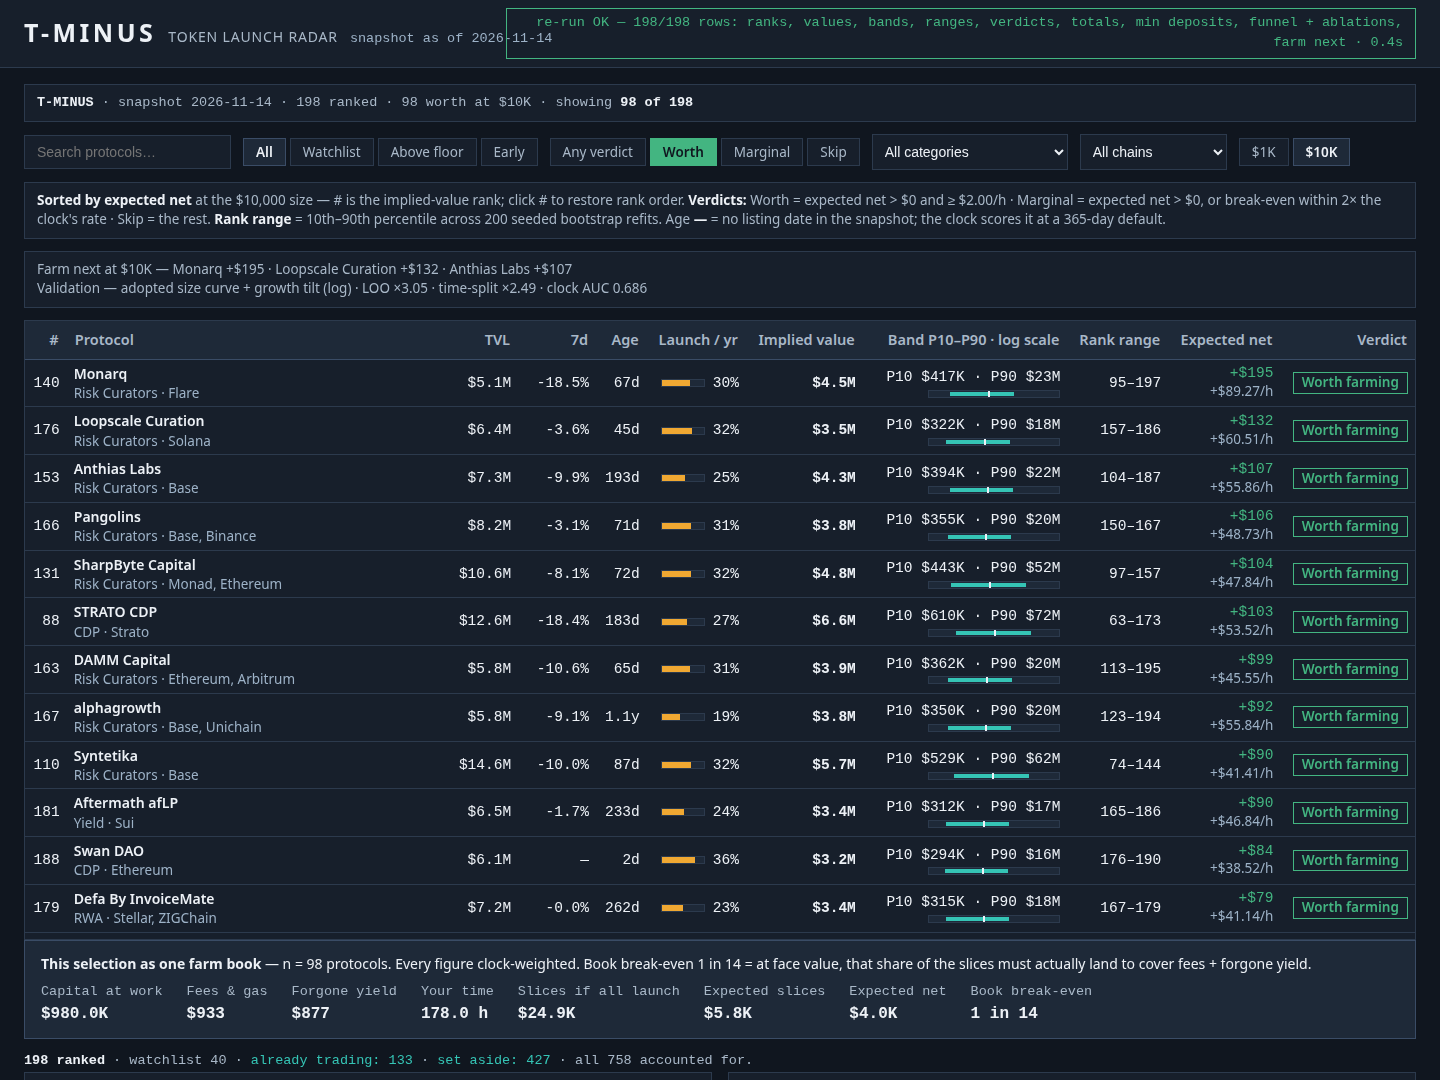 T-MINUS TOKEN LAUNCH RADAR snapshot as of 2026-11-14
re-run OK — 198/198 rows: ranks, values, bands, ranges, verdicts, totals, min deposits, funnel + ablations,
farm next · 0.4s
T-MINUS · snapshot 2026-11-14 · 198 ranked · 98 worth at $10K · showing 98 of 198
Search protocols… All Watchlist Above floor Early Any verdict Worth Marginal Skip All categories All chains $1K $10K
Sorted by expected net at the $10,000 size — # is the implied-value rank; click # to restore rank order. Verdicts: Worth = expected net > $0 and ≥ $2.00/h · Marginal = expected net > $0, or break-even within 2× the
clock's rate · Skip = the rest. Rank range = 10th–90th percentile across 200 seeded bootstrap refits. Age — = no listing date in the snapshot; the clock scores it at a 365-day default.
Farm next at $10K — Monarq +$195 · Loopscale Curation +$132 · Anthias Labs +$107
Validation — adopted size curve + growth tilt (log) · LOO ×3.05 · time-split ×2.49 · clock AUC 0.686
# Protocol TVL 7d Age Launch / yr Implied value Band P10–P90 · log scale Rank range Expected net Verdict
140 Monarq $5.1M -18.5% 67d 30% $4.5M P10 $417K · P90 $23M 95–197 +$195 Worth farming
Risk Curators · Flare +$89.27/h
176 Loopscale Curation $6.4M -3.6% 45d 32% $3.5M P10 $322K · P90 $18M 157–186 +$132 Worth farming
Risk Curators · Solana +$60.51/h
153 Anthias Labs $7.3M -9.9% 193d 25% $4.3M P10 $394K · P90 $22M 104–187 +$107 Worth farming
Risk Curators · Base +$55.86/h
166 Pangolins $8.2M -3.1% 71d 31% $3.8M P10 $355K · P90 $20M 150–167 +$106 Worth farming
Risk Curators · Base, Binance +$48.73/h
131 SharpByte Capital $10.6M -8.1% 72d 32% $4.8M P10 $443K · P90 $52M 97–157 +$104 Worth farming
Risk Curators · Monad, Ethereum +$47.84/h
88 STRATO CDP $12.6M -18.4% 183d 27% $6.6M P10 $610K · P90 $72M 63–173 +$103 Worth farming
CDP · Strato +$53.52/h
163 DAMM Capital $5.8M -10.6% 65d 31% $3.9M P10 $362K · P90 $20M 113–195 +$99 Worth farming
Risk Curators · Ethereum, Arbitrum +$45.55/h
167 alphagrowth $5.8M -9.1% 1.1y 19% $3.8M P10 $350K · P90 $20M 123–194 +$92 Worth farming
Risk Curators · Base, Unichain +$55.84/h
110 Syntetika $14.6M -10.0% 87d 32% $5.7M P10 $529K · P90 $62M 74–144 +$90 Worth farming
Risk Curators · Base +$41.41/h
181 Aftermath afLP $6.5M -1.7% 233d 24% $3.4M P10 $312K · P90 $17M 165–186 +$90 Worth farming
Yield · Sui +$46.84/h
188 Swan DAO $6.1M — 2d 36% $3.2M P10 $294K · P90 $16M 176–190 +$84 Worth farming
CDP · Ethereum +$38.52/h
179 Defa By InvoiceMate $7.2M -0.0% 262d 23% $3.4M P10 $315K · P90 $18M 167–179 +$79 Worth farming
RWA · Stellar, ZIGChain +$41.14/h
This selection as one farm book — n = 98 protocols. Every figure clock-weighted. Book break-even 1 in 14 = at face value, that share of the slices must actually land to cover fees + forgone yield.
Capital at work Fees & gas Forgone yield Your time Slices if all launch Expected slices Expected net Book break-even
$980.0K $933 $877 178.0 h $24.9K $5.8K $4.0K 1 in 14
198 ranked · watchlist 40 · already trading: 133 · set aside: 427 · all 758 accounted for.